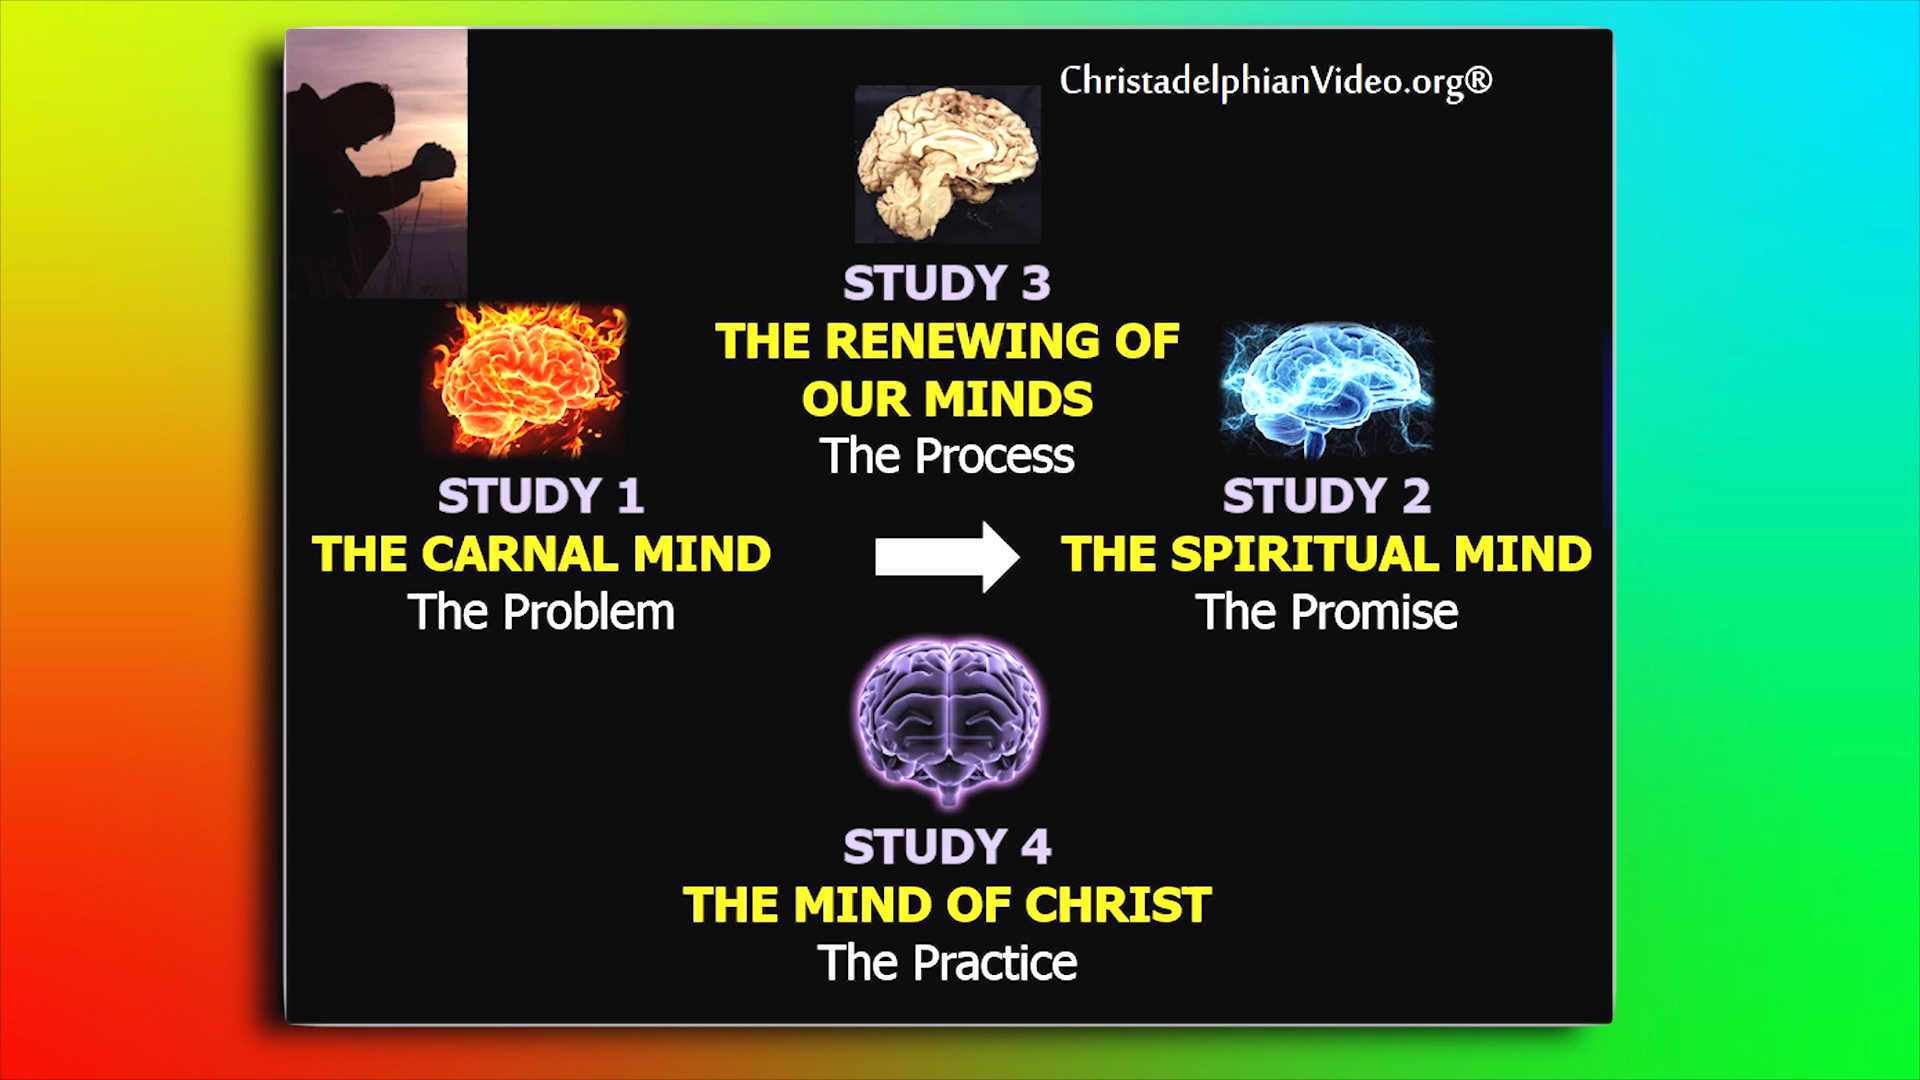 ChristadelphianVideo.org®
STUDY 3
THE RENEWING OF
OUR MINDS
The Process
STUDY 1
THE CARNAL MIND
The Problem
STUDY 2
THE SPIRITUAL MIND
The Promise
STUDY 4
THE MIND OF CHRIST
The Practice